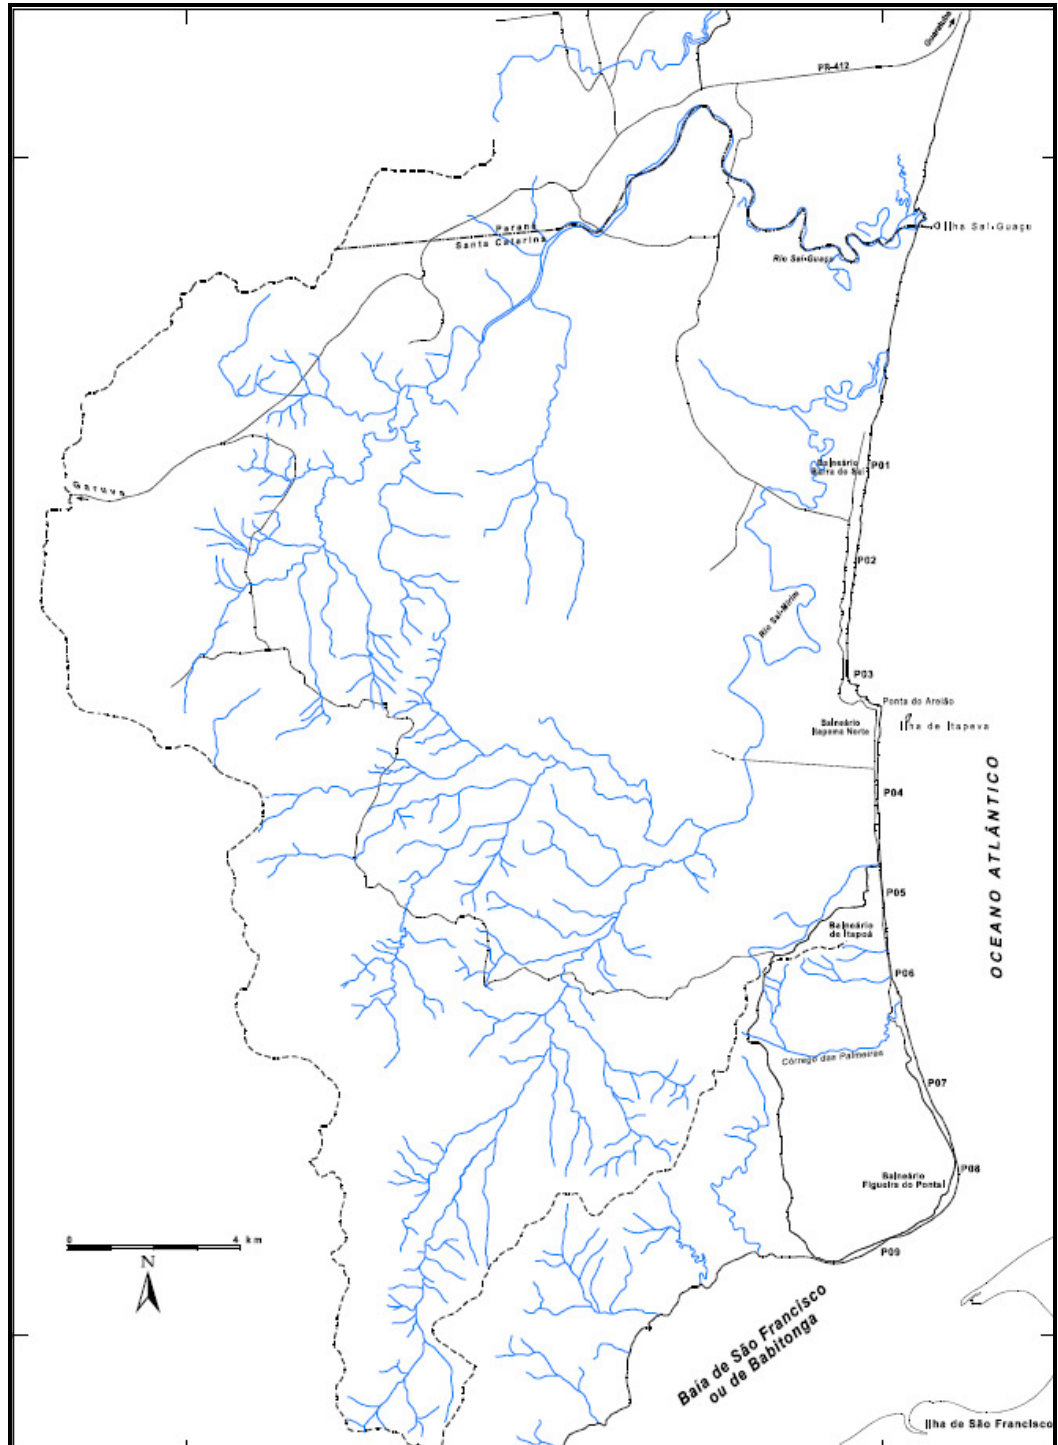 Guaratuba
PR-412
Ilha Saí-Guaçu
Paraná
Santa Catarina
Rio Saí-Guaçu
Balneário
Barra do Saí
P01
Garuva
P02
Rio Saí-Mirim
P03
Ponta do Areião
Ilha de Itapeva
Balneário
Itapema Norte
P04
OCEANO ATLÂNTICO
P05
Balneário
de Itapoá
P06
Córrego das Palmeiras
P07
P08
Balneário
Figueira do Pontal
0 4 km
N
P09
Baía de São Francisco
ou de Babitonga
Ilha de São Francisco